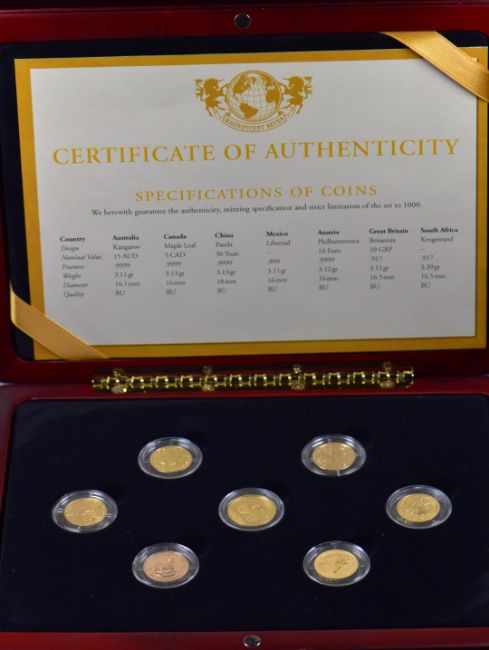 MAGNIFICENT SEVEN
CERTIFICATE OF AUTHENTICITY
SPECIFICATIONS OF COINS
We herewith guarantee the authenticity, minting specification and strict limitation of the set to 1000.
Country Australia Canada China Mexico Austria Great Britain South Africa
Design Kangaroo Maple Leaf Panda Libertad Philharmonics Britannia Krugerrand
Nominal Value 15 AUD 5 CAD 50 Yuan – 10 Euro 10 GBP –
Fineness .9999 .9999 .9999 .999 .9999 .917 .917
Weight 3.11 gr 3.13 gr 3.13 gr 3.11 gr 3.12 gr 3.11 gr 3.39 gr
Diameter 16.1 mm 16 mm 18 mm 16 mm 16 mm 16.5 mm 16.5 mm
Quality BU BU BU BU BU BU BU